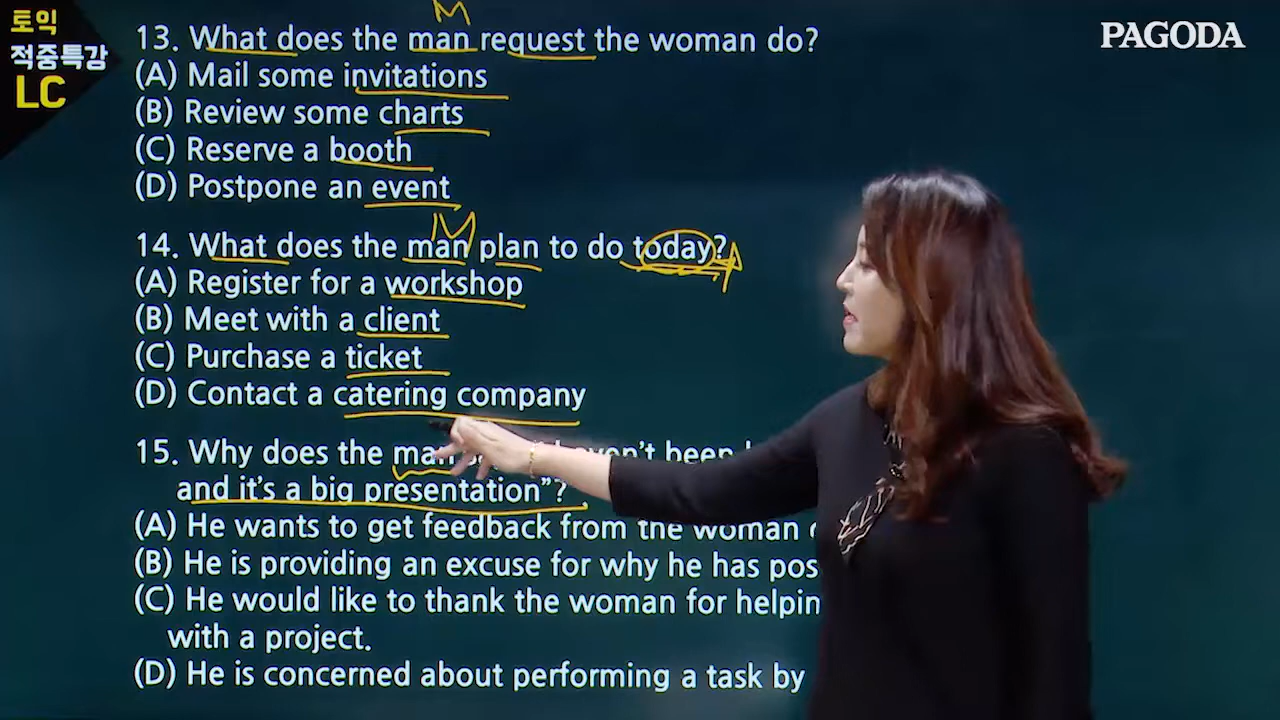 토익
적중특강
LC
PAGODA
M
13. What does the man request the woman do?
(A) Mail some invitations
(B) Review some charts
(C) Reserve a booth
(D) Postpone an event
M
14. What does the man plan to do today?
(A) Register for a workshop
(B) Meet with a client
(C) Purchase a ticket
(D) Contact a catering company
15. Why does the man been
and it's a big presentation"?
(A) He wants to get feedback from the woman
(B) He is providing an excuse for why he has
(C) He would like to thank the woman for
with a project.
(D) He is concerned about performing a task by